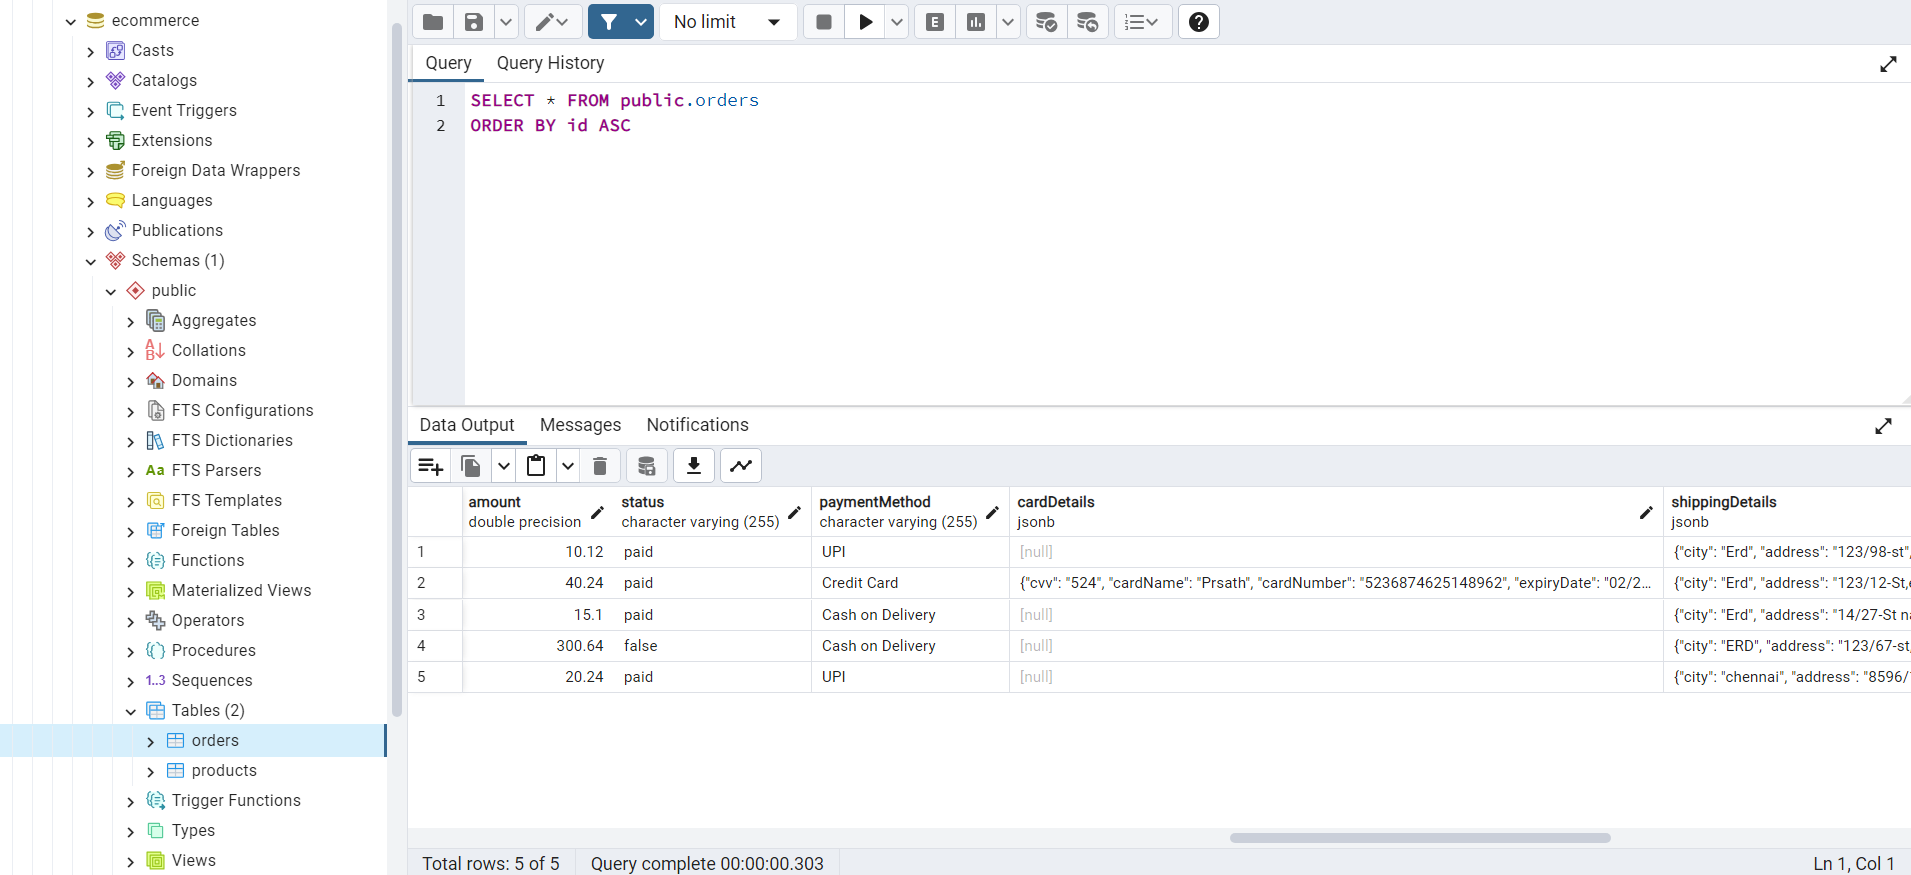 ecommerce
Casts
Catalogs
Event Triggers
Extensions
Foreign Data Wrappers
Languages
Publications
Schemas (1)
public
Aggregates
Collations
Domains
FTS Configurations
FTS Dictionaries
Aa FTS Parsers
FTS Templates
Foreign Tables
Functions
Materialized Views
Operators
Procedures
1..3 Sequences
Tables (2)
orders
products
Trigger Functions
Types
Views
No limit
E
Query Query History
1 SELECT * FROM public.orders
2 ORDER BY id ASC
Data Output Messages Notifications
amount status paymentMethod cardDetails shippingDetails
double precision character varying (255) character varying (255) jsonb jsonb
1 10.12 paid UPI [null] {"city": "Erd", "address": "123/98-st",
2 40.24 paid Credit Card {"cvv": "524", "cardName": "Prsath", "cardNumber": "5236874625148962", "expiryDate": "02/2... {"city": "Erd", "address": "123/12-St,
3 15.1 paid Cash on Delivery [null] {"city": "Erd", "address": "14/27-St
4 300.64 false Cash on Delivery [null] {"city": "ERD", "address": "123/67-st,
5 20.24 paid UPI [null] {"city": "chennai", "address": "8596/
Total rows: 5 of 5 Query complete 00:00:00.303 Ln 1, Col 1